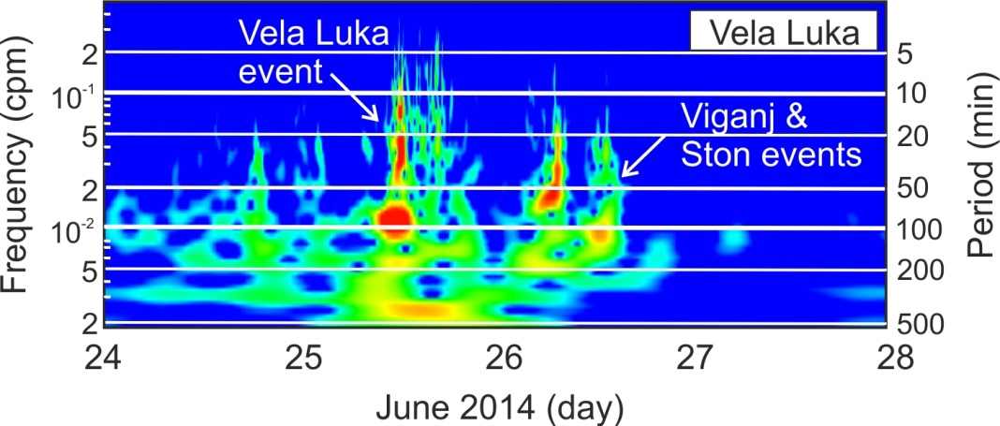 Vela Luka
event
Vela Luka
Viganj &
Ston events
Frequency (cpm)
2
10-1
5
2
10-2
5
2
5
10
20
50
100
200
500
Period (min)
24 25 26 27 28
June 2014 (day)